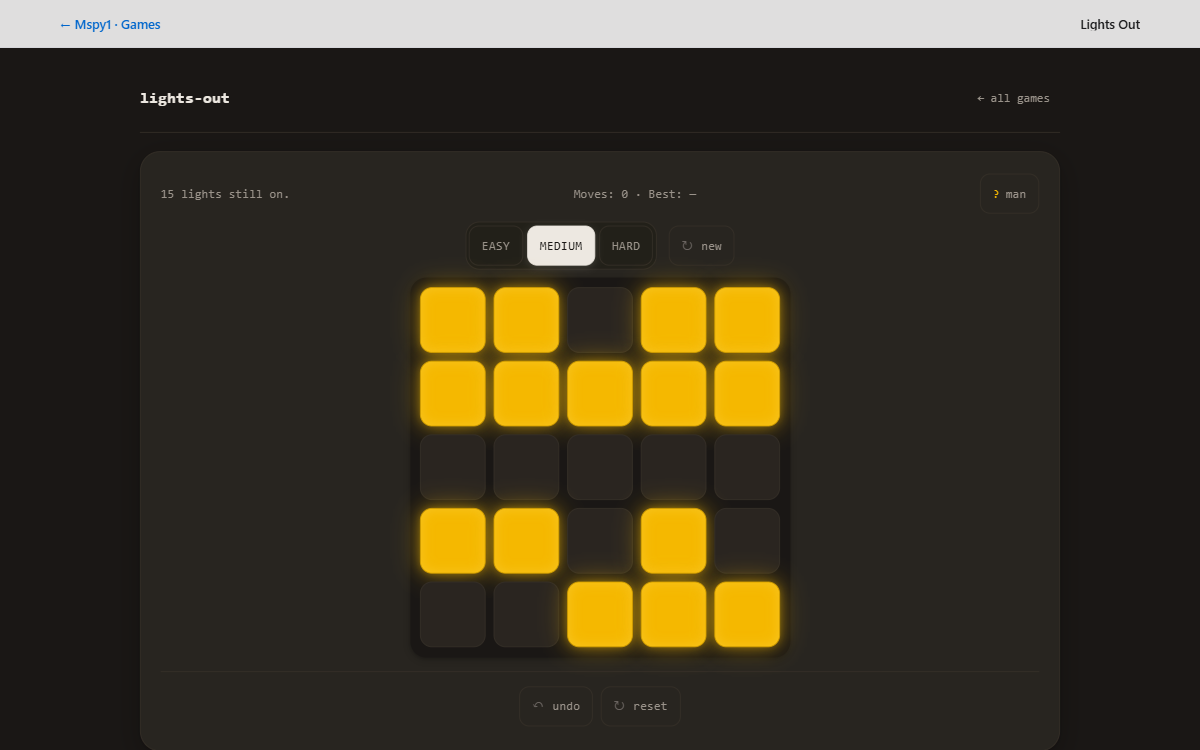 ← Mspy1 · Games
Lights Out
lights-out
← all games
15 lights still on.
Moves: 0 · Best: —
? man
EASY
MEDIUM
HARD
↻ new
↶ undo
↻ reset